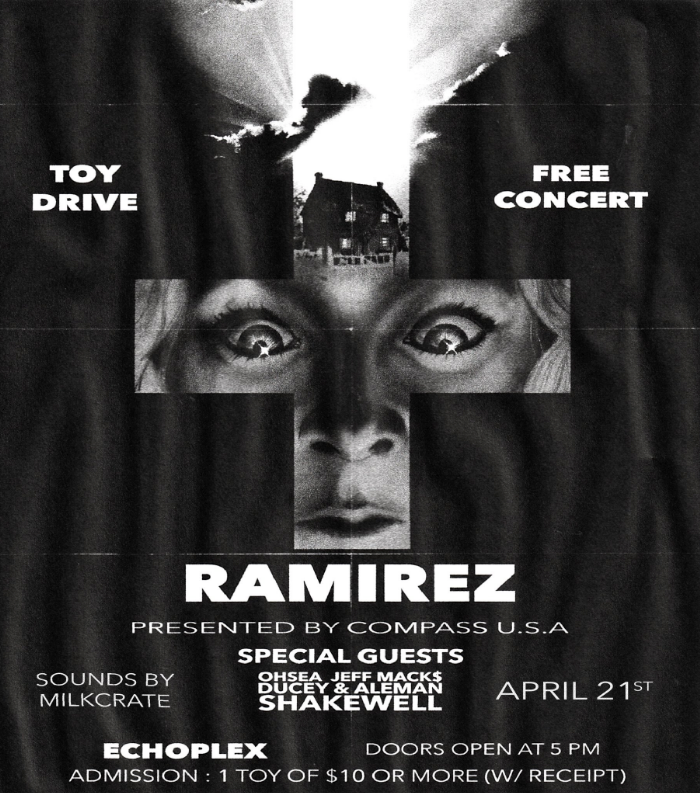 TOY
DRIVE
FREE
CONCERT
RAMIREZ
PRESENTED BY COMPASS U.S.A
SPECIAL GUESTS
SOUNDS BY
MILKCRATE
OHSEA, JEFF MACK$
DUCEY & ALEMAN
SHAKEWELL
APRIL 21ST
ECHOPLEX
DOORS OPEN AT 5 PM
ADMISSION : 1 TOY OF $10 OR MORE (W/ RECEIPT)